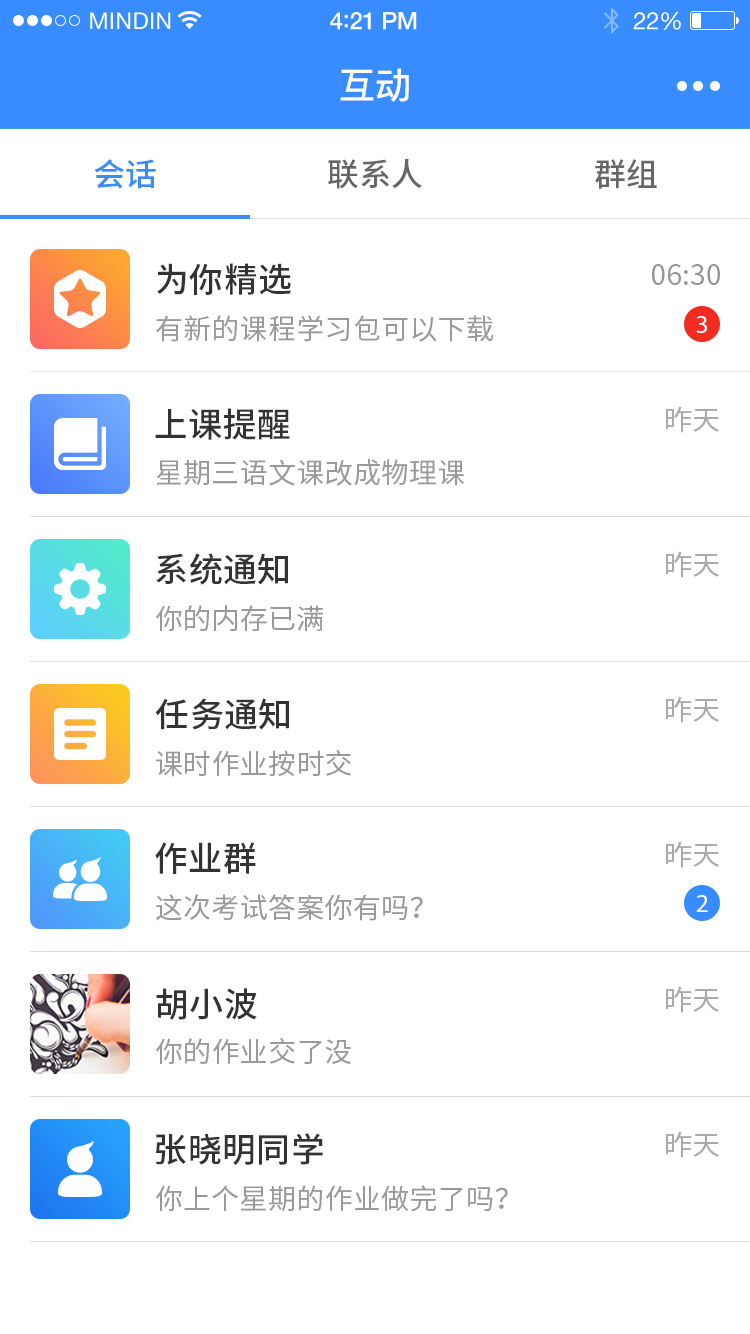 MINDIN 4:21 PM 22%
互动
会话 联系人 群组
为你精选 06:30
有新的课程学习包可以下载 3
上课提醒 昨天
星期三语文课改成物理课
系统通知 昨天
你的内存已满
任务通知 昨天
课时作业按时交
作业群 昨天
这次考试答案你有吗? 2
胡小波 昨天
你的作业交了没
张晓明同学 昨天
你上个星期的作业做完了吗?